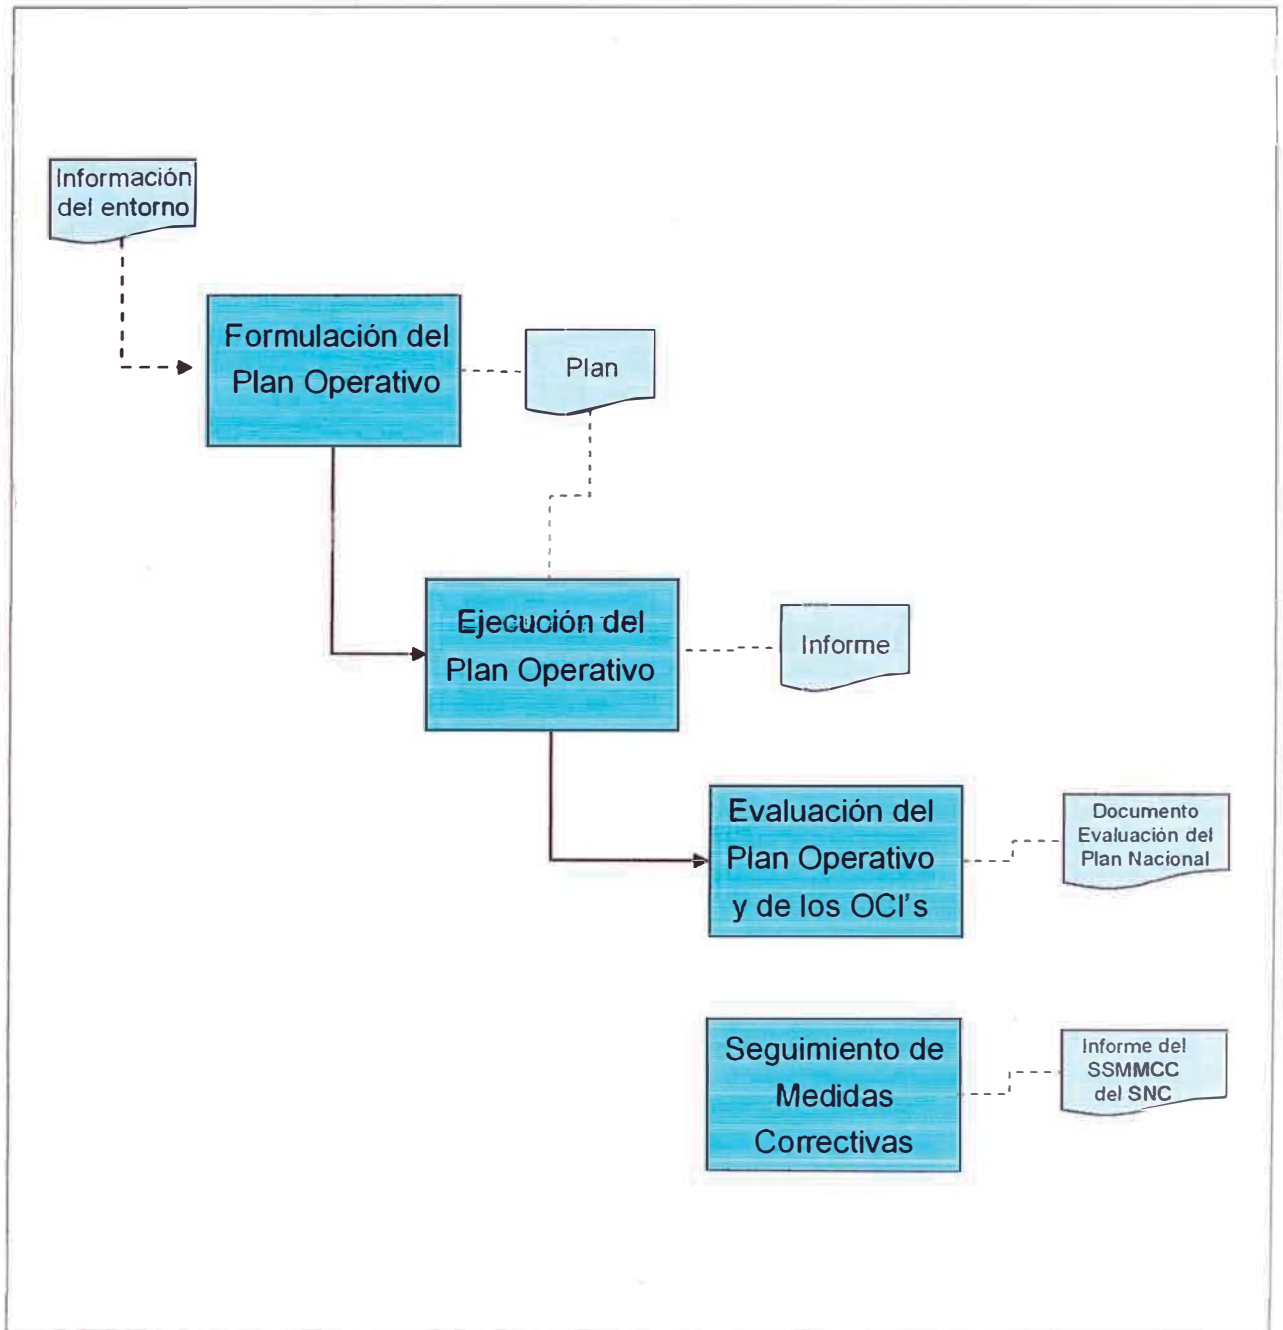 Información
del entorno
Formulación del
Plan Operativo
Plan
Ejecución del
Plan Operativo
Informe
Evaluación del
Plan Operativo
y de los OCI's
Documento
Evaluación del
Plan Nacional
Seguimiento de
Medidas
Correctivas
Informe del
SSMMCC
del SNC